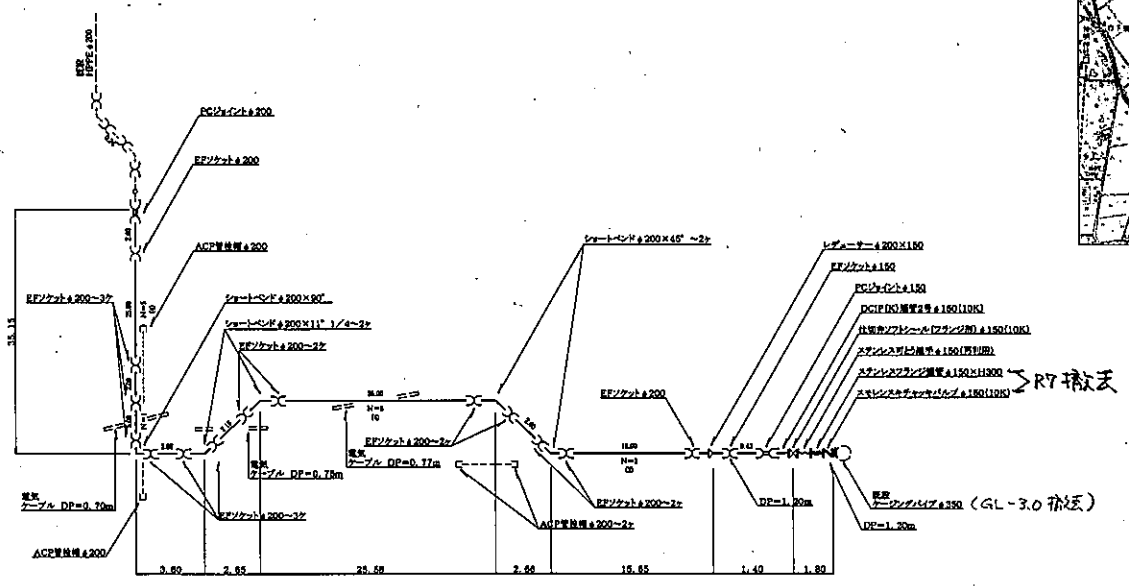 HPPE φ200
PCジョイントφ200
EFソケットφ200
ACP管栓帽φ200
EFソケットφ200~3ケ
ショートベンドφ200×90°
ショートベンドφ200×11° 1/4~2ケ
EFソケットφ200~2ケ
35.15
ショートベンドφ200×45° ~2ケ
レデューサーφ200×150
EFソケットφ150
PCジョイントφ150
DCIP(K)短管2号φ150(10K)
仕切弁ソフトシール(フランジ形)φ150(10K)
ステンレス可とう継手φ150(再利用)
ステンレスフランジ短管φ150×H300
スモレンスキチャッキバルブφ150(10K)
R7撤去
EFソケットφ200
EFソケットφ200~2ケ
電気
ケーブル DP=0.77m
電気
ケーブル DP=0.75m
電気
ケーブル DP=0.70m
EFソケットφ200~3ケ
EFソケットφ200~2ケ
ACP管栓帽φ200~2ケ
DP=1.20m
既設
ケーシングパイプφ350 (GL-3.0 撤去)
DP=1.20m
ACP管栓帽φ200
3.60 2.65 25.58 2.66 15.65 1.40 1.80